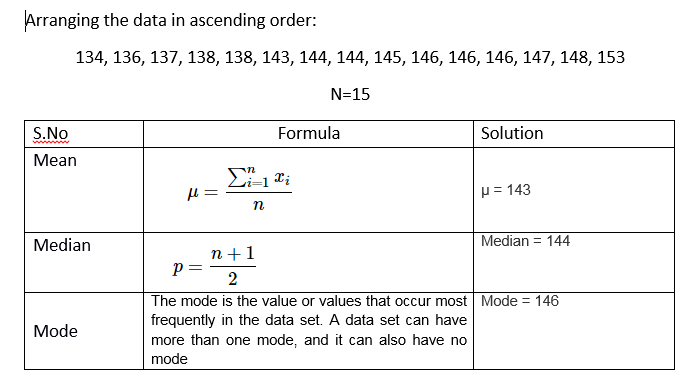 Arranging the data in ascending order:
134, 136, 137, 138, 138, 143, 144, 144, 145, 146, 146, 146, 147, 148, 153
N=15
S.No Formula Solution
Mean μ = ∑ⁿᵢ₌₁ xᵢ / n μ = 143
Median p = n + 1 / 2 Median = 144
Mode The mode is the value or values that occur most Mode = 146
frequently in the data set. A data set can have
more than one mode, and it can also have no
mode